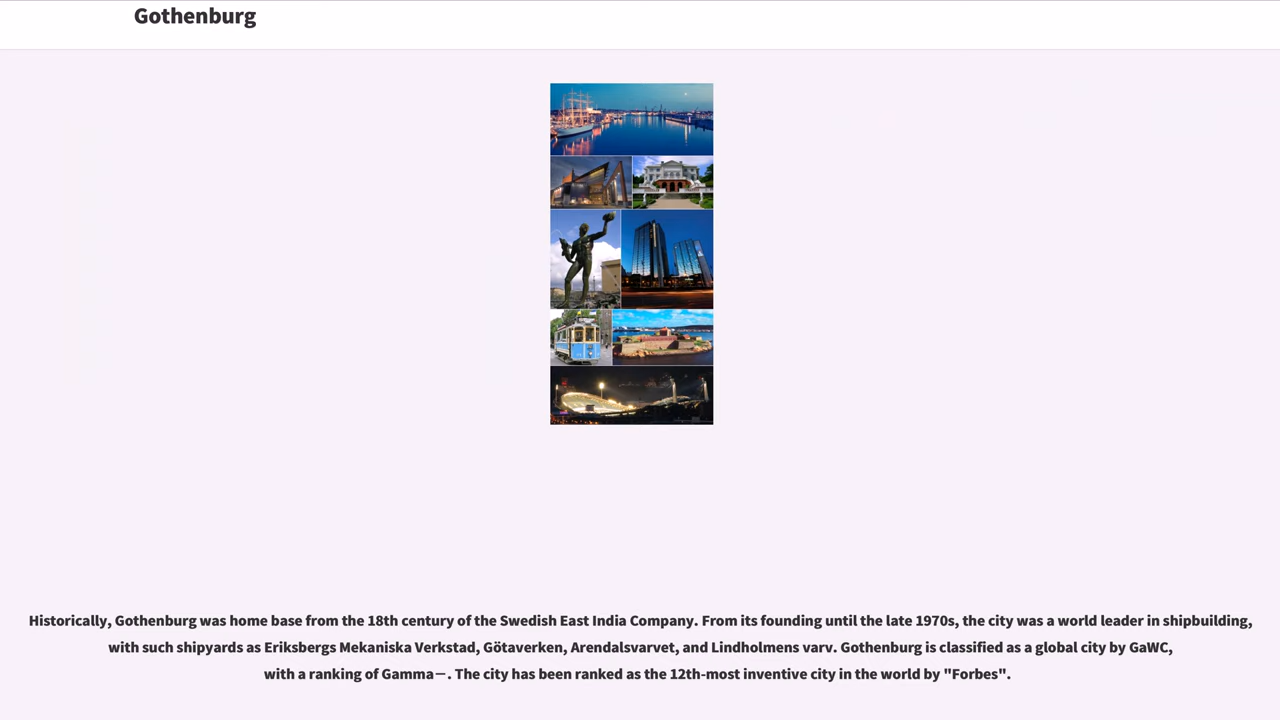 Gothenburg
Historically, Gothenburg was home base from the 18th century of the Swedish East India Company. From its founding until the late 1970s, the city was a world leader in shipbuilding,
with such shipyards as Eriksbergs Mekaniska Verkstad, Götaverken, Arendalsvarvet, and Lindholmens varv. Gothenburg is classified as a global city by GaWC,
with a ranking of Gamma−. The city has been ranked as the 12th-most inventive city in the world by "Forbes".